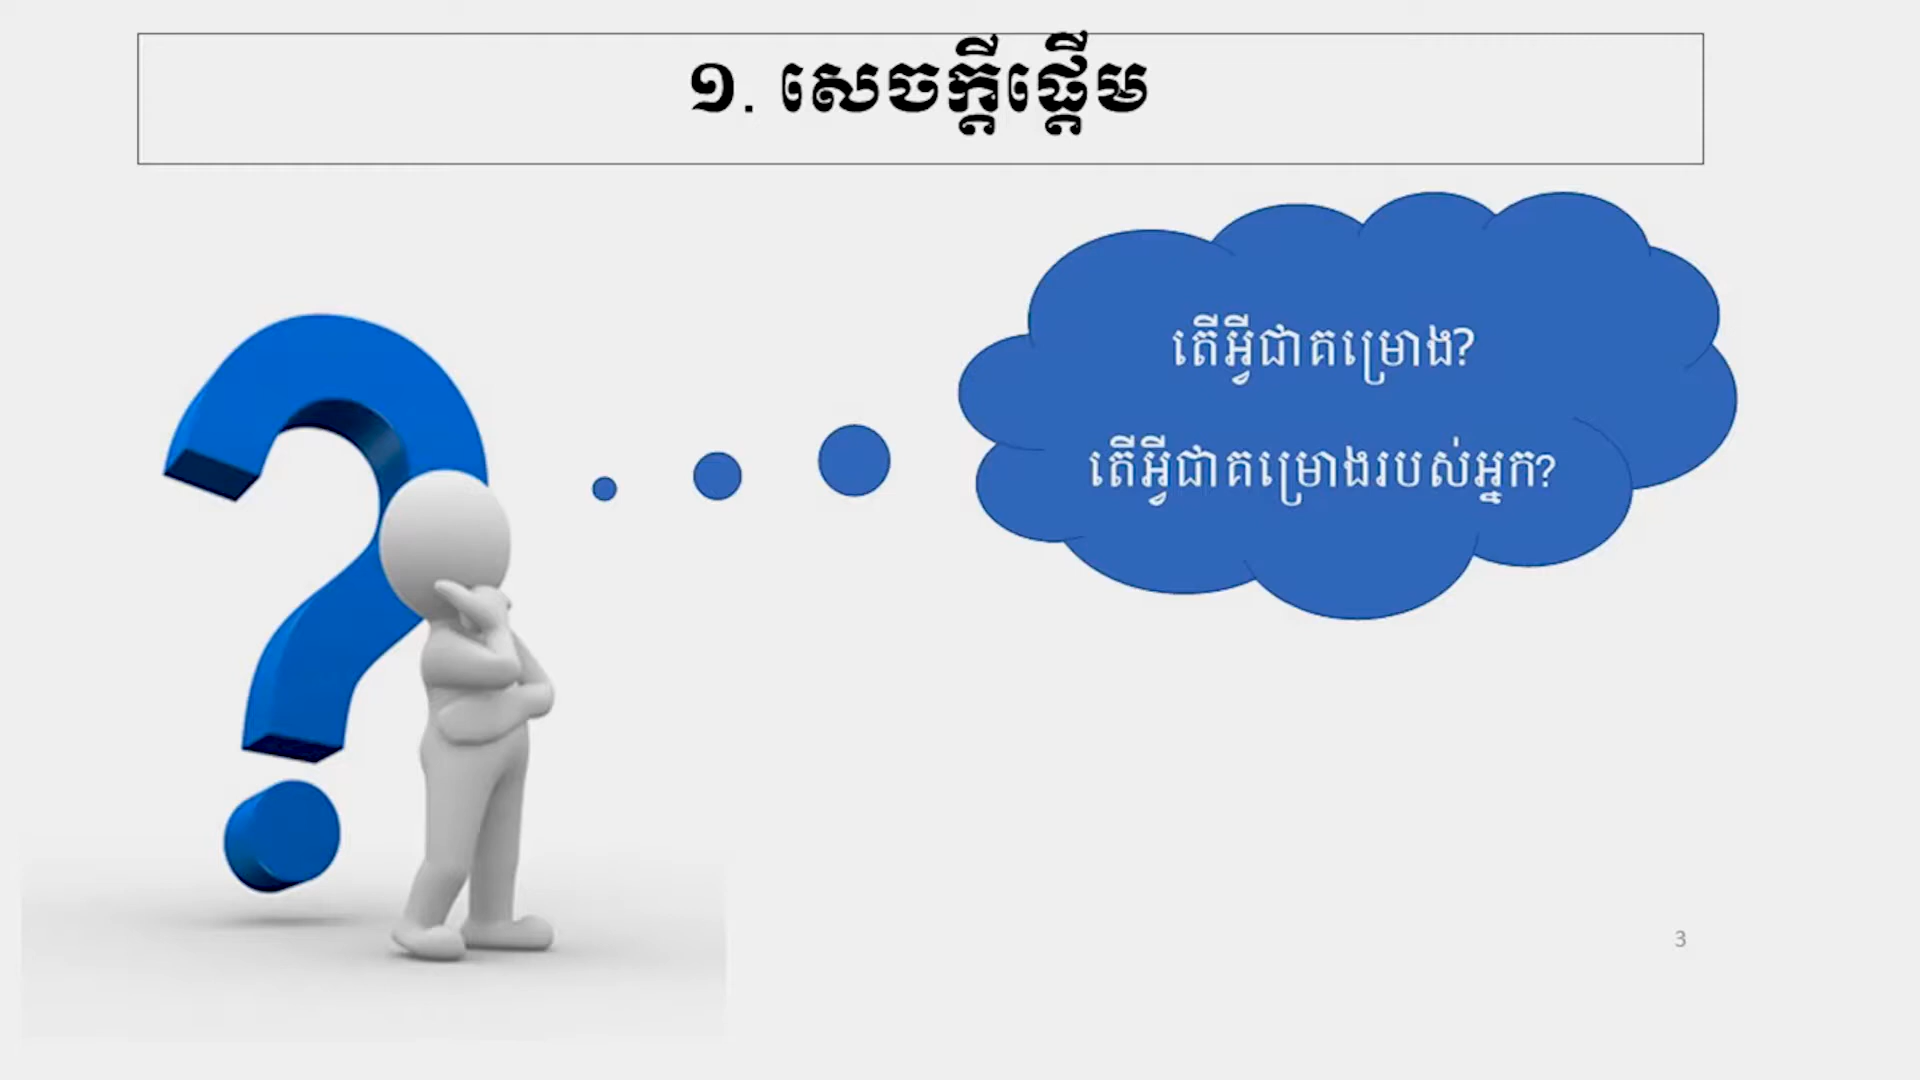 ១. សេចក្តីផ្តើម
តើអ្វីជាគម្រោង?
តើអ្វីជាគម្រោងរបស់អ្នក?
3